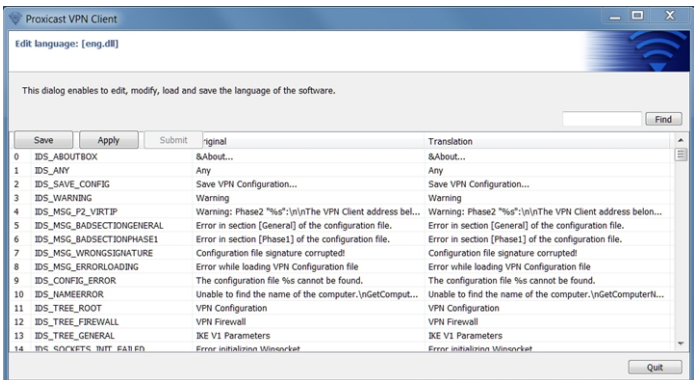 Proxicast VPN Client
Edit language: [eng.dll]
This dialog enables to edit, modify, load and save the language of the software.
Find
Save Apply Submit riginal Translation
0 IDS_ABOUTBOX &About... &About...
1 IDS_ANY Any Any
2 IDS_SAVE_CONFIG Save VPN Configuration... Save VPN Configuration...
3 IDS_WARNING Warning Warning
4 IDS_MSG_P2_VIRTIP Warning: Phase2 "%s":\n\nThe VPN Client address bel... Warning: Phase2 "%s":\n\nThe VPN Client address belon...
5 IDS_MSG_BADSECTIONGENERAL Error in section [General] of the configuration file. Error in section [General] of the configuration file.
6 IDS_MSG_BADSECTIONPHASE1 Error in section [Phase1] of the configuration file. Error in section [Phase1] of the configuration file.
7 IDS_MSG_WRONGSIGNATURE Configuration file signature corrupted! Configuration file signature corrupted!
8 IDS_MSG_ERRORLOADING Error while loading VPN Configuration file Error while loading VPN Configuration file
9 IDS_CONFIG_ERROR The configuration file %s cannot be found. The configuration file %s cannot be found.
10 IDS_NAMEERROR Unable to find the name of the computer.\nGetComput... Unable to find the name of the computer.\nGetComputerN...
11 IDS_TREE_ROOT VPN Configuration VPN Configuration
12 IDS_TREE_FIREWALL VPN Firewall VPN Firewall
13 IDS_TREE_GENERAL IKE V1 Parameters IKE V1 Parameters
14 IDS_SOCKETS_INIT_FAILED Error initializing Winsocket Error initializing Winsocket
Quit